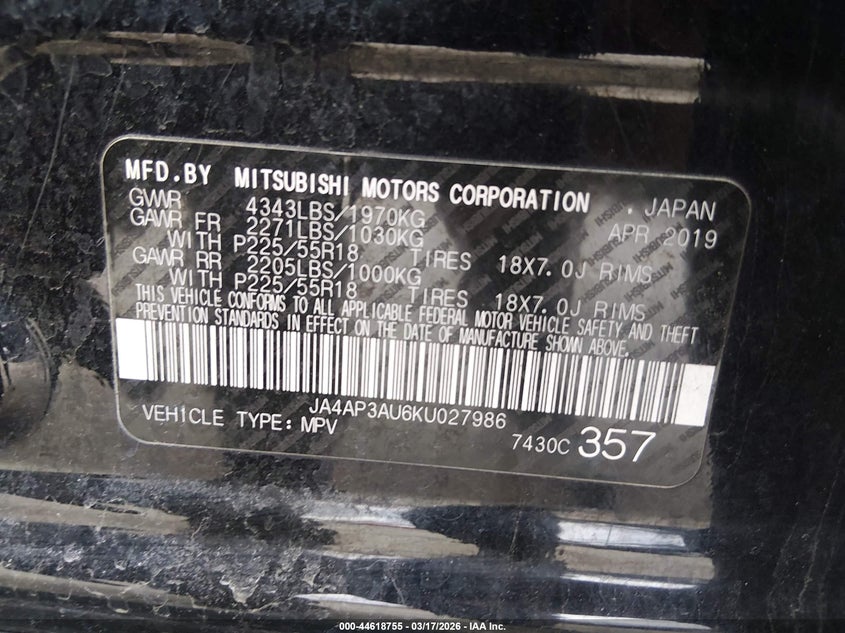 MFD.BY MITSUBISHI MOTORS CORPORATION . JAPAN
GVWR 4343LBS/1970KG APR 2019
GAWR FR 2271LBS/1030KG
WITH P225/55R18 TIRES 18X7.0J RIMS
GAWR RR 2205LBS/1000KG
WITH P225/55R18 TIRES 18X7.0J RIMS
THIS VEHICLE CONFORMS TO ALL APPLICABLE FEDERAL MOTOR VEHICLE SAFETY AND THEFT
PREVENTION STANDARDS IN EFFECT ON THE DATE OF MANUFACTURE SHOWN ABOVE.
JA4AP3AU6KU027986
VEHICLE TYPE: MPV 7430C 357
000-44618755 -- 03/17/2026 -- IAA Inc.